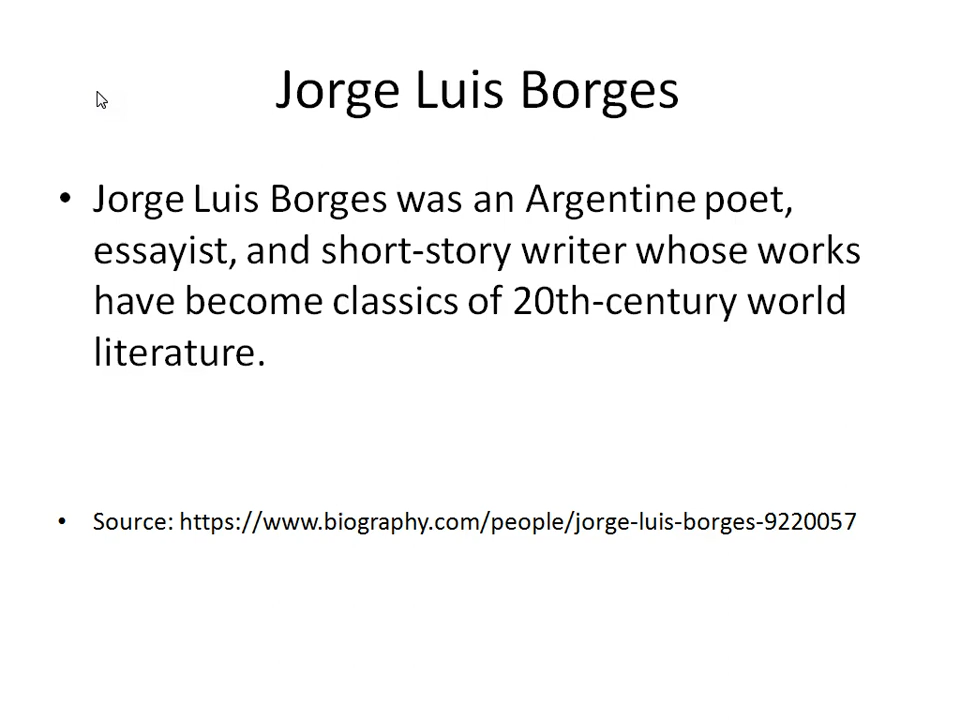 Jorge Luis Borges
• Jorge Luis Borges was an Argentine poet,
essayist, and short-story writer whose works
have become classics of 20th-century world
literature.
• Source: https://www.biography.com/people/jorge-luis-borges-9220057